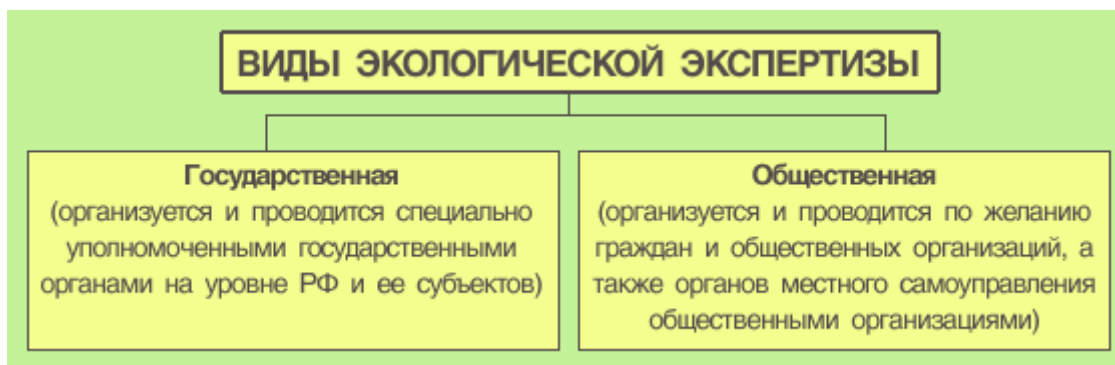 ВИДЫ ЭКОЛОГИЧЕСКОЙ ЭКСПЕРТИЗЫ
Государственная
(организуется и проводится специально
уполномоченными государственными
органами на уровне РФ и ее субъектов)
Общественная
(организуется и проводится по желанию
граждан и общественных организаций, а
также органов местного самоуправления
общественными организациями)